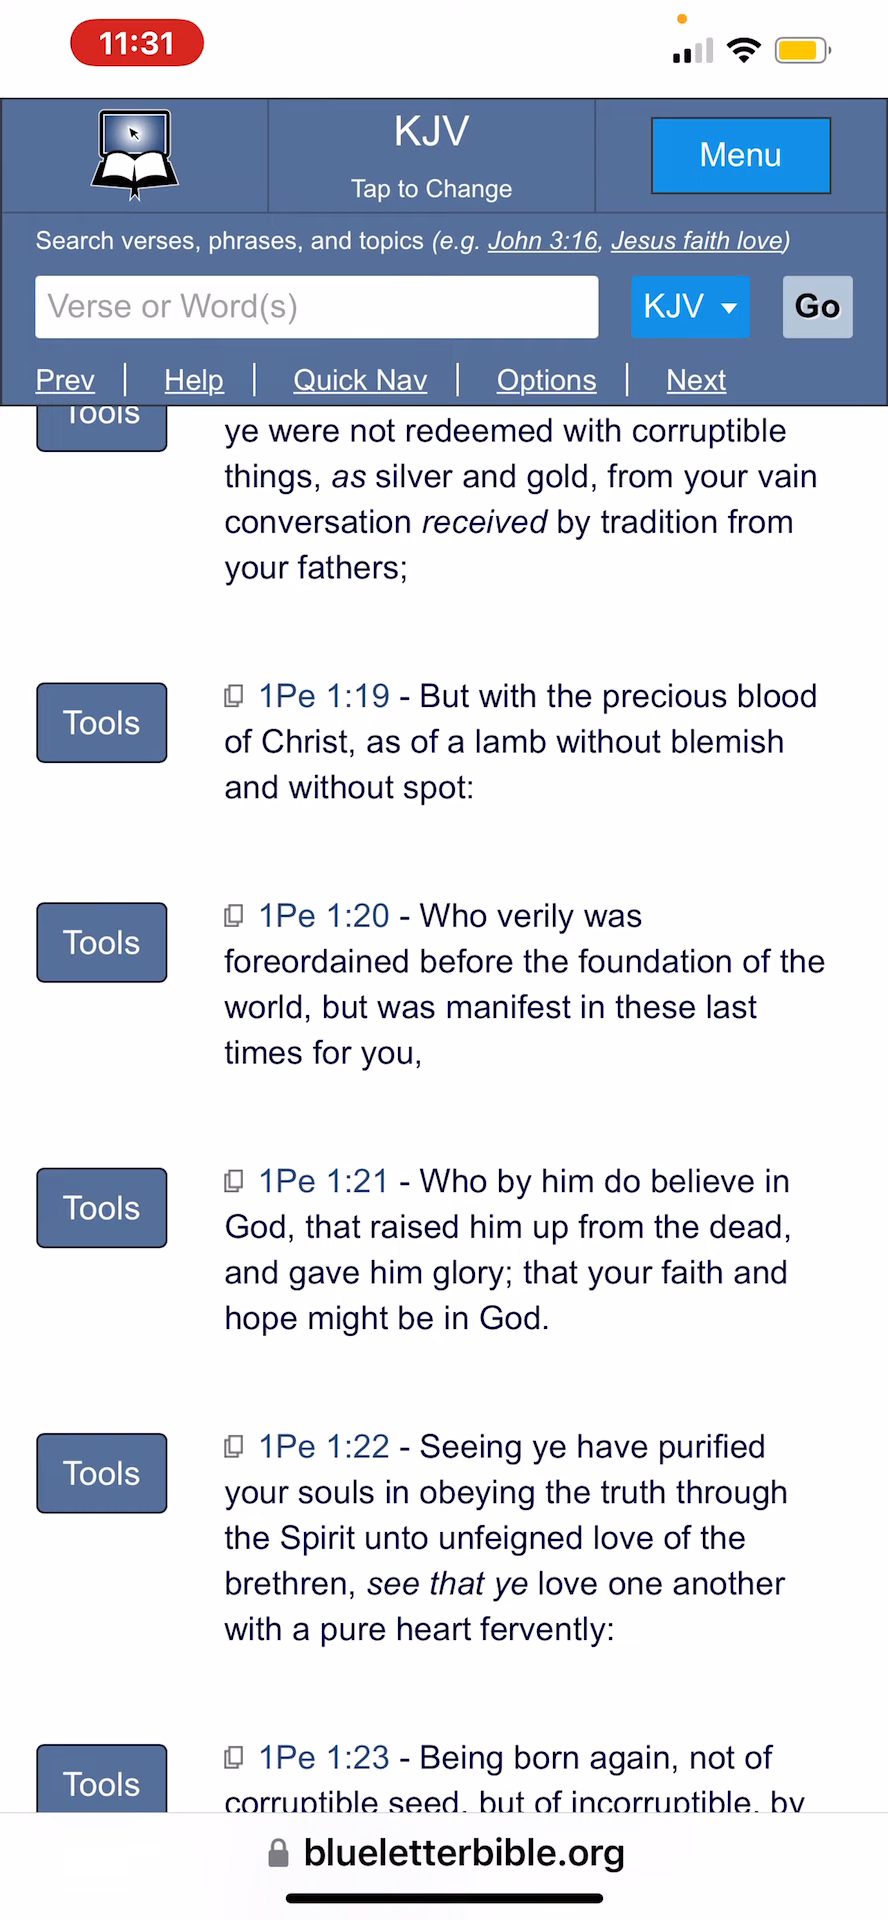 11:31
KJV
Tap to Change
Menu
Search verses, phrases, and topics (e.g. John 3:16, Jesus faith love)
Verse or Word(s)
KJV
Go
Prev | Help | Quick Nav | Options | Next
Tools
ye were not redeemed with corruptible
things, as silver and gold, from your vain
conversation received by tradition from
your fathers;
Tools
1Pe 1:19 - But with the precious blood
of Christ, as of a lamb without blemish
and without spot:
Tools
1Pe 1:20 - Who verily was
foreordained before the foundation of the
world, but was manifest in these last
times for you,
Tools
1Pe 1:21 - Who by him do believe in
God, that raised him up from the dead,
and gave him glory; that your faith and
hope might be in God.
Tools
1Pe 1:22 - Seeing ye have purified
your souls in obeying the truth through
the Spirit unto unfeigned love of the
brethren, see that ye love one another
with a pure heart fervently:
Tools
1Pe 1:23 - Being born again, not of
corruptible seed, but of incorruptible, by
blueletterbible.org